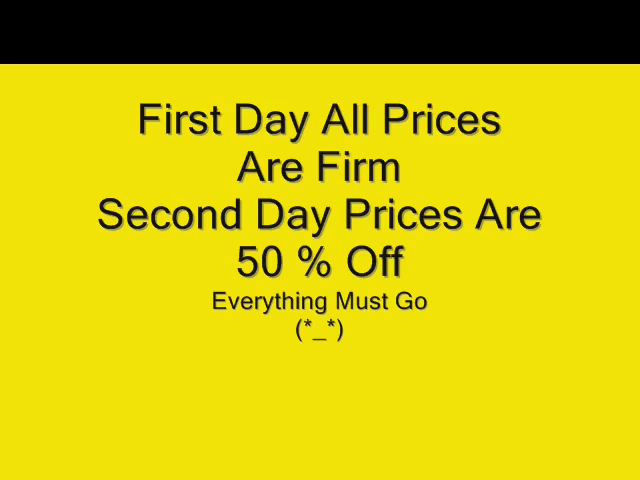 First Day All Prices
Are Firm
Second Day Prices Are
50 % Off
Everything Must Go
(*_*)